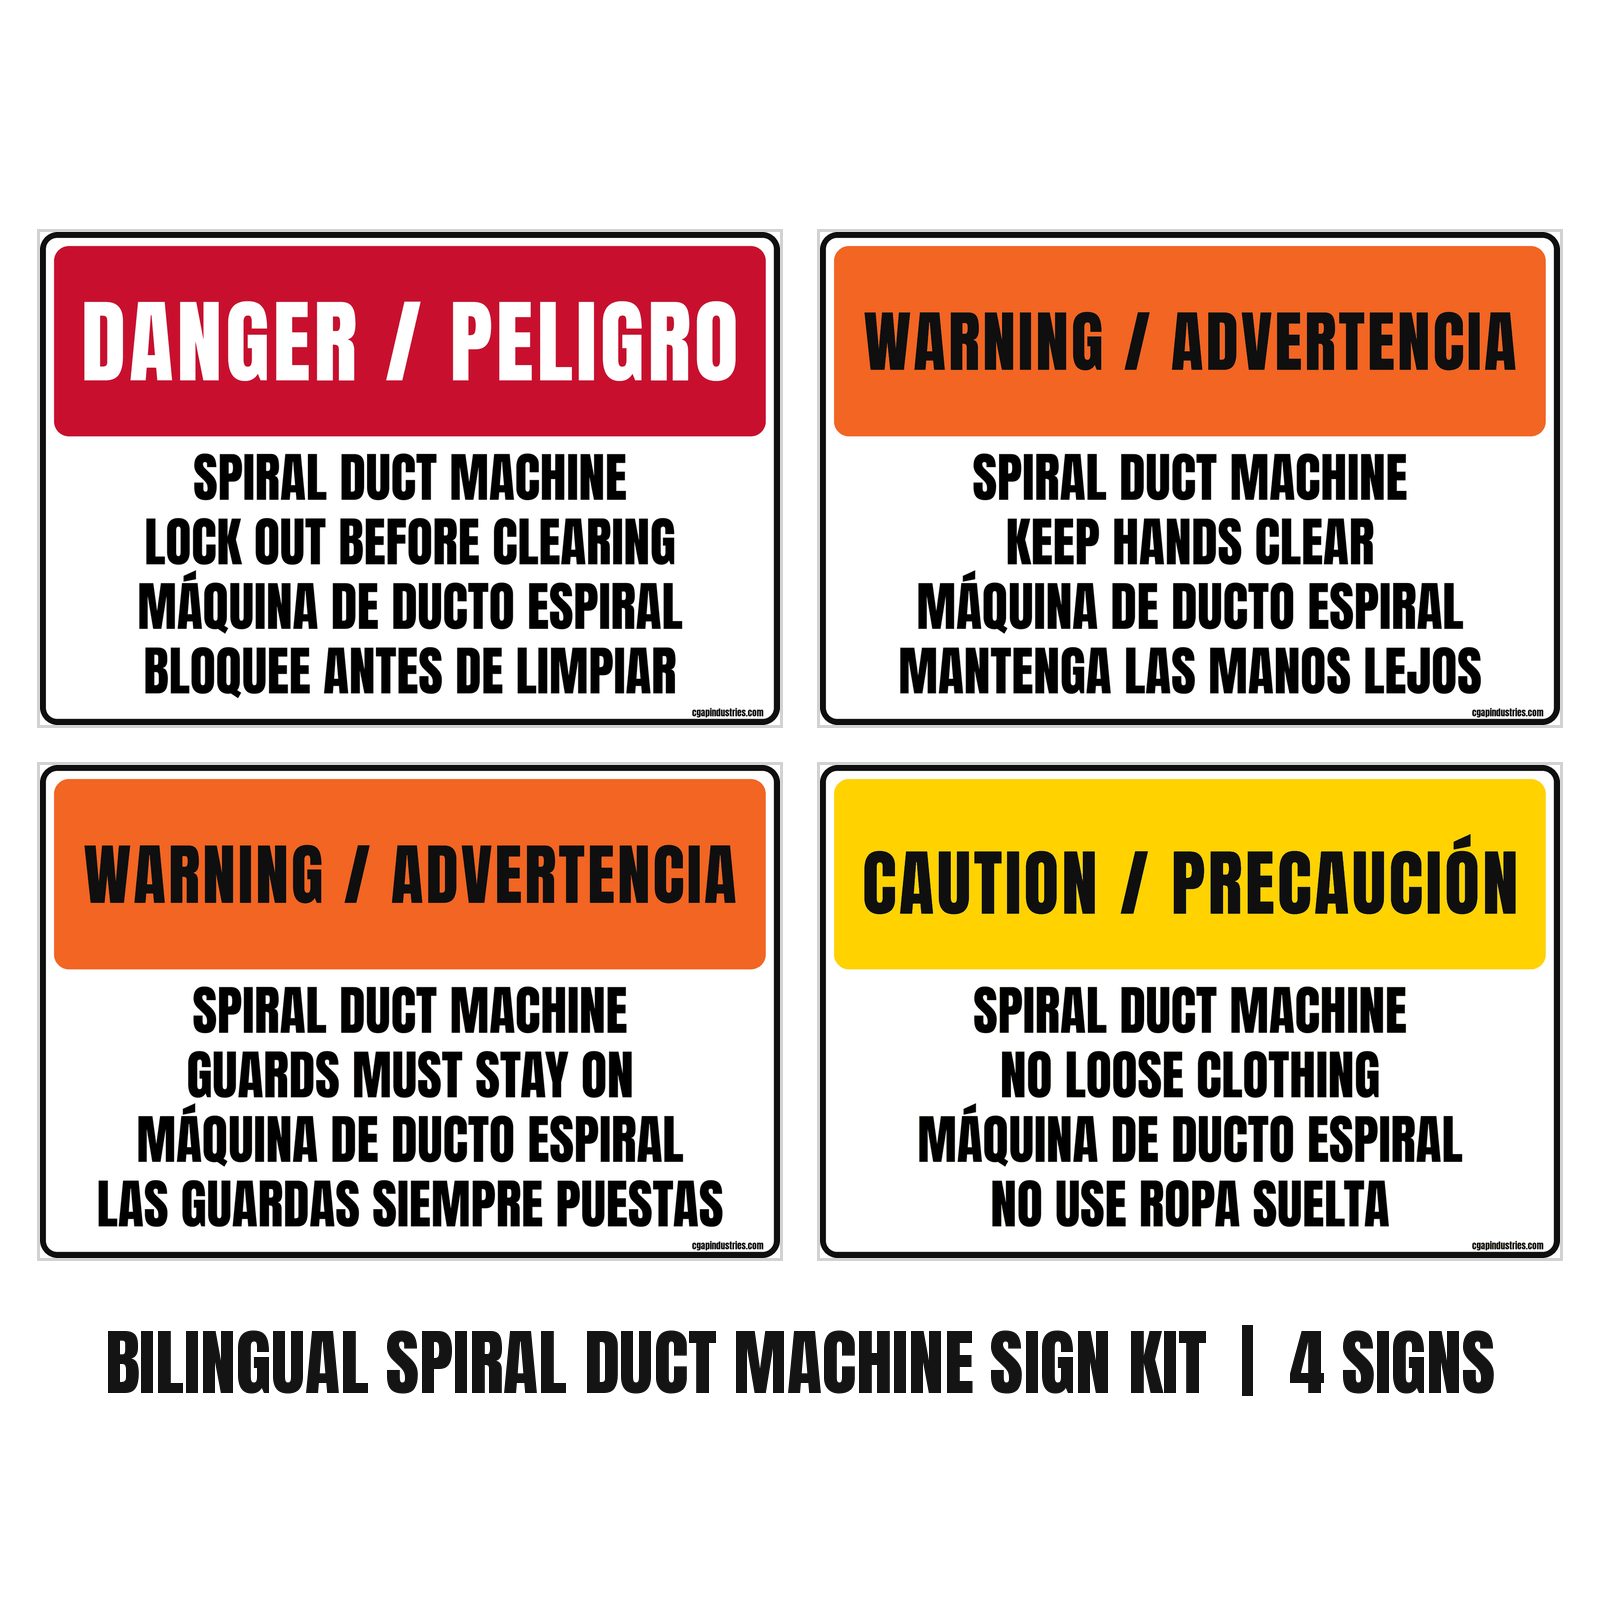 DANGER / PELIGRO
SPIRAL DUCT MACHINE
LOCK OUT BEFORE CLEARING
MÁQUINA DE DUCTO ESPIRAL
BLOQUEE ANTES DE LIMPIAR
cgapindustries.com
WARNING / ADVERTENCIA
SPIRAL DUCT MACHINE
KEEP HANDS CLEAR
MÁQUINA DE DUCTO ESPIRAL
MANTENGA LAS MANOS LEJOS
cgapindustries.com
WARNING / ADVERTENCIA
SPIRAL DUCT MACHINE
GUARDS MUST STAY ON
MÁQUINA DE DUCTO ESPIRAL
LAS GUARDAS SIEMPRE PUESTAS
cgapindustries.com
CAUTION / PRECAUCIÓN
SPIRAL DUCT MACHINE
NO LOOSE CLOTHING
MÁQUINA DE DUCTO ESPIRAL
NO USE ROPA SUELTA
cgapindustries.com
BILINGUAL SPIRAL DUCT MACHINE SIGN KIT | 4 SIGNS